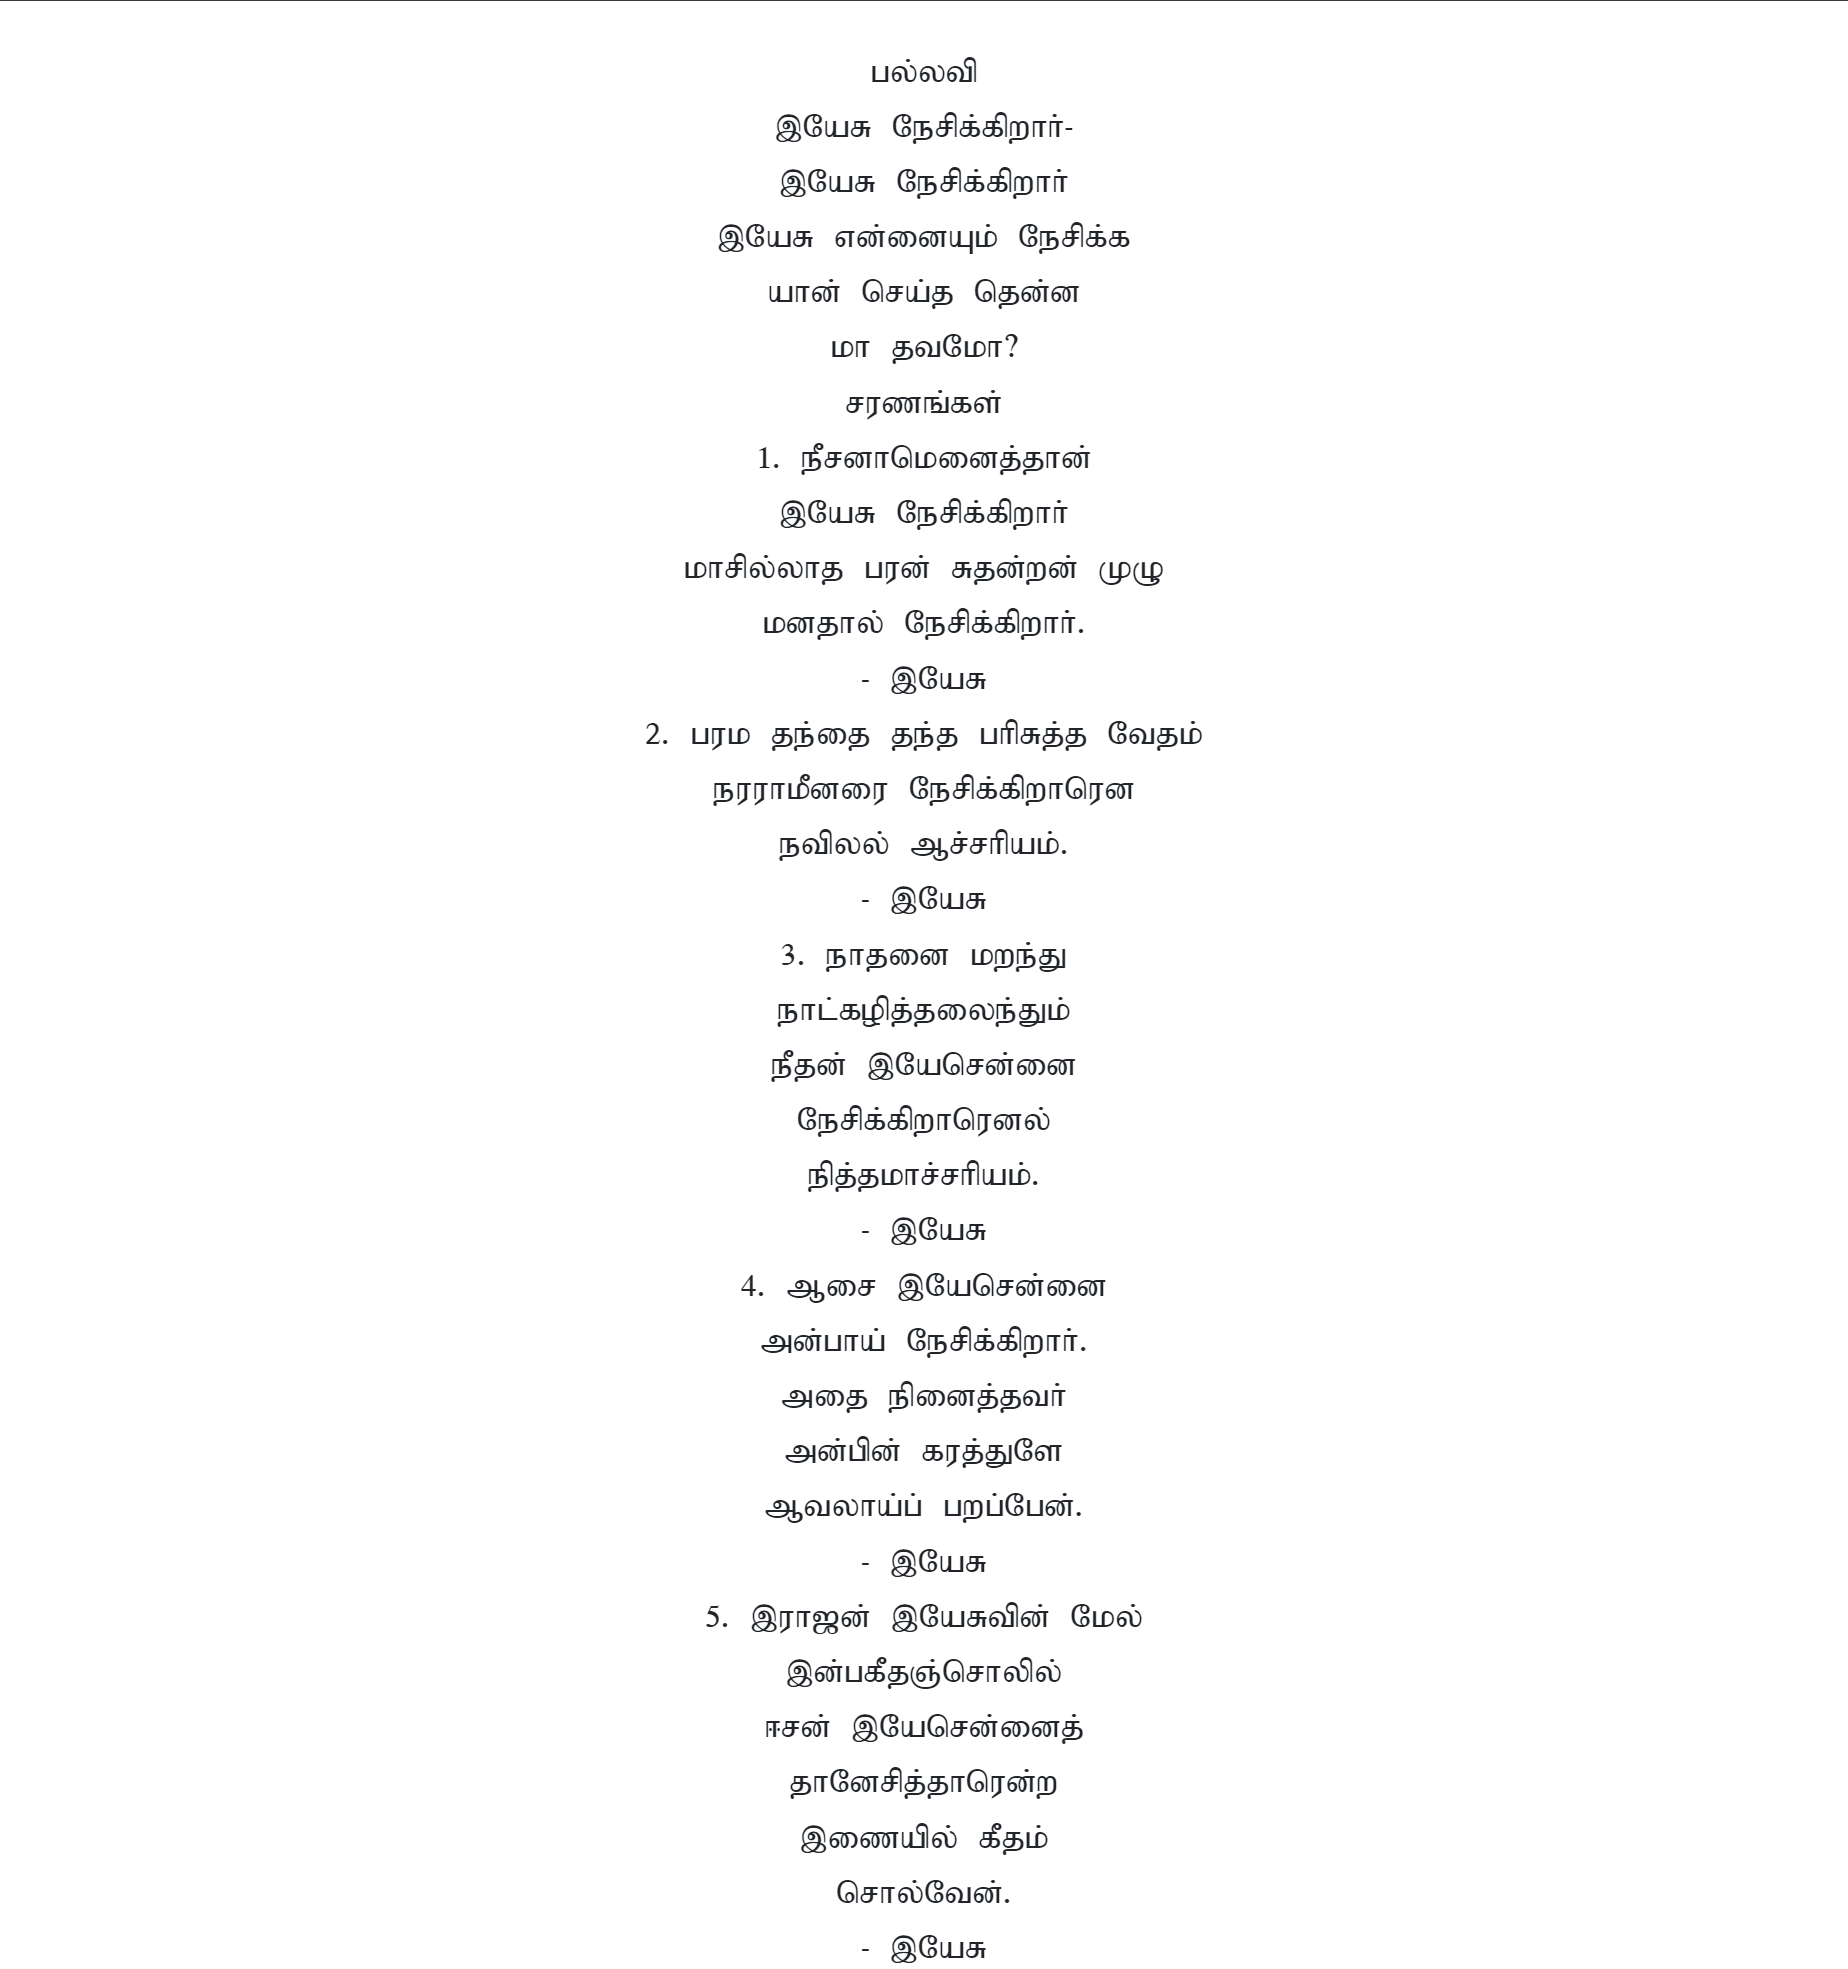 பல்லவி
இயேசு நேசிக்கிறார்-
இயேசு நேசிக்கிறார்
இயேசு என்னையும் நேசிக்க
யான் செய்த தென்ன
மா தவமோ?
சரணங்கள்
1. நீசனாமெனைத்தான்
இயேசு நேசிக்கிறார்
மாசில்லாத பரன் சுதன்றன் முழு
மனதால் நேசிக்கிறார்.
- இயேசு
2. பரம தந்தை தந்த பரிசுத்த வேதம்
நரராமீனரை நேசிக்கிறாரென
நவிலல் ஆச்சரியம்.
- இயேசு
3. நாதனை மறந்து
நாட்கழித்தலைந்தும்
நீதன் இயேசென்னை
நேசிக்கிறாரெனல்
நித்தமாச்சரியம்.
- இயேசு
4. ஆசை இயேசென்னை
அன்பாய் நேசிக்கிறார்.
அதை நினைத்தவர்
அன்பின் கரத்துளே
ஆவலாய்ப் பறப்பேன்.
- இயேசு
5. இராஜன் இயேசுவின் மேல்
இன்பகீதஞ்சொலில்
ஈசன் இயேசென்னைத்
தானேசித்தாரென்ற
இணையில் கீதம்
சொல்வேன்.
- இயேசு